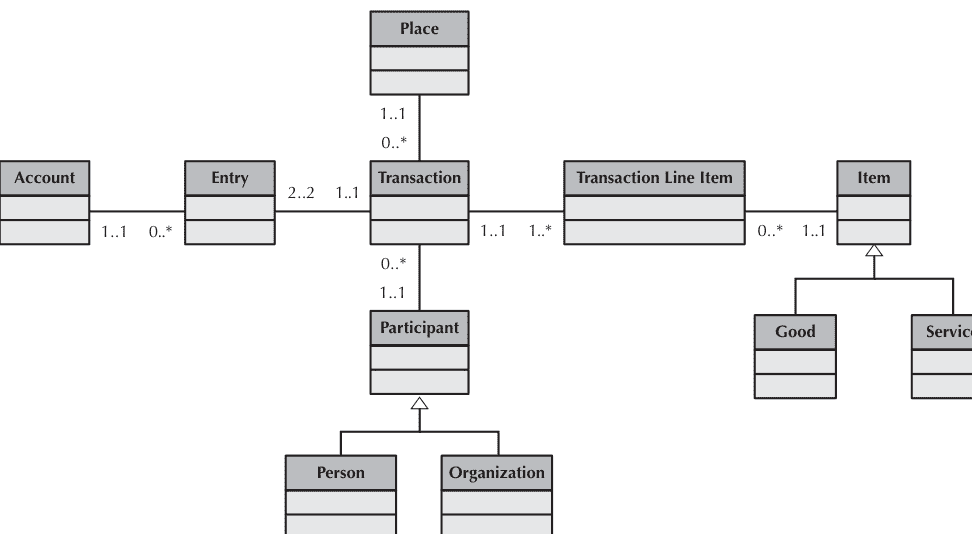 Place
1..1
0..*
Account
Entry
Transaction
Transaction Line Item
Item
2..2 1..1
1..1 0..*
1..1 1..*
0..* 1..1
0..*
1..1
Participant
Good
Servic
Person
Organization